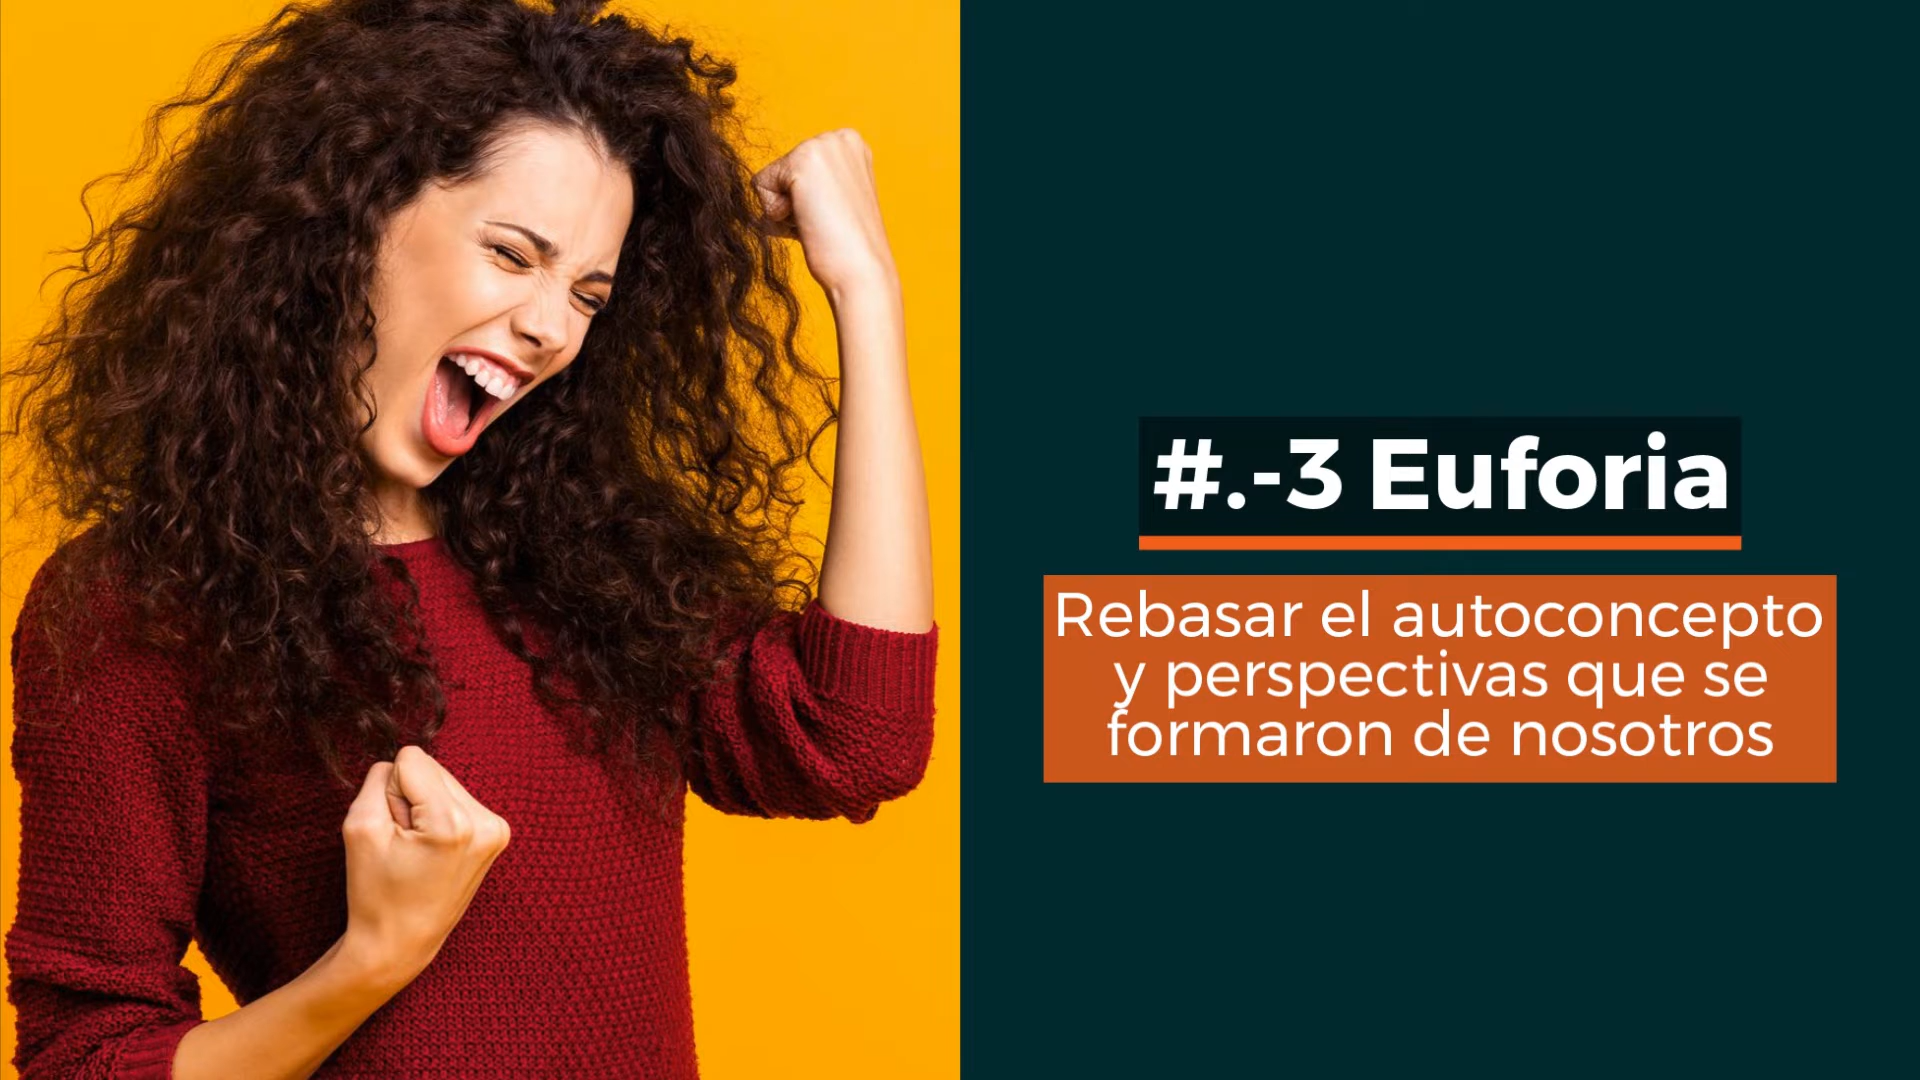 #.-3 Euforia
Rebasar el autoconcepto
y perspectivas que se
formaron de nosotros